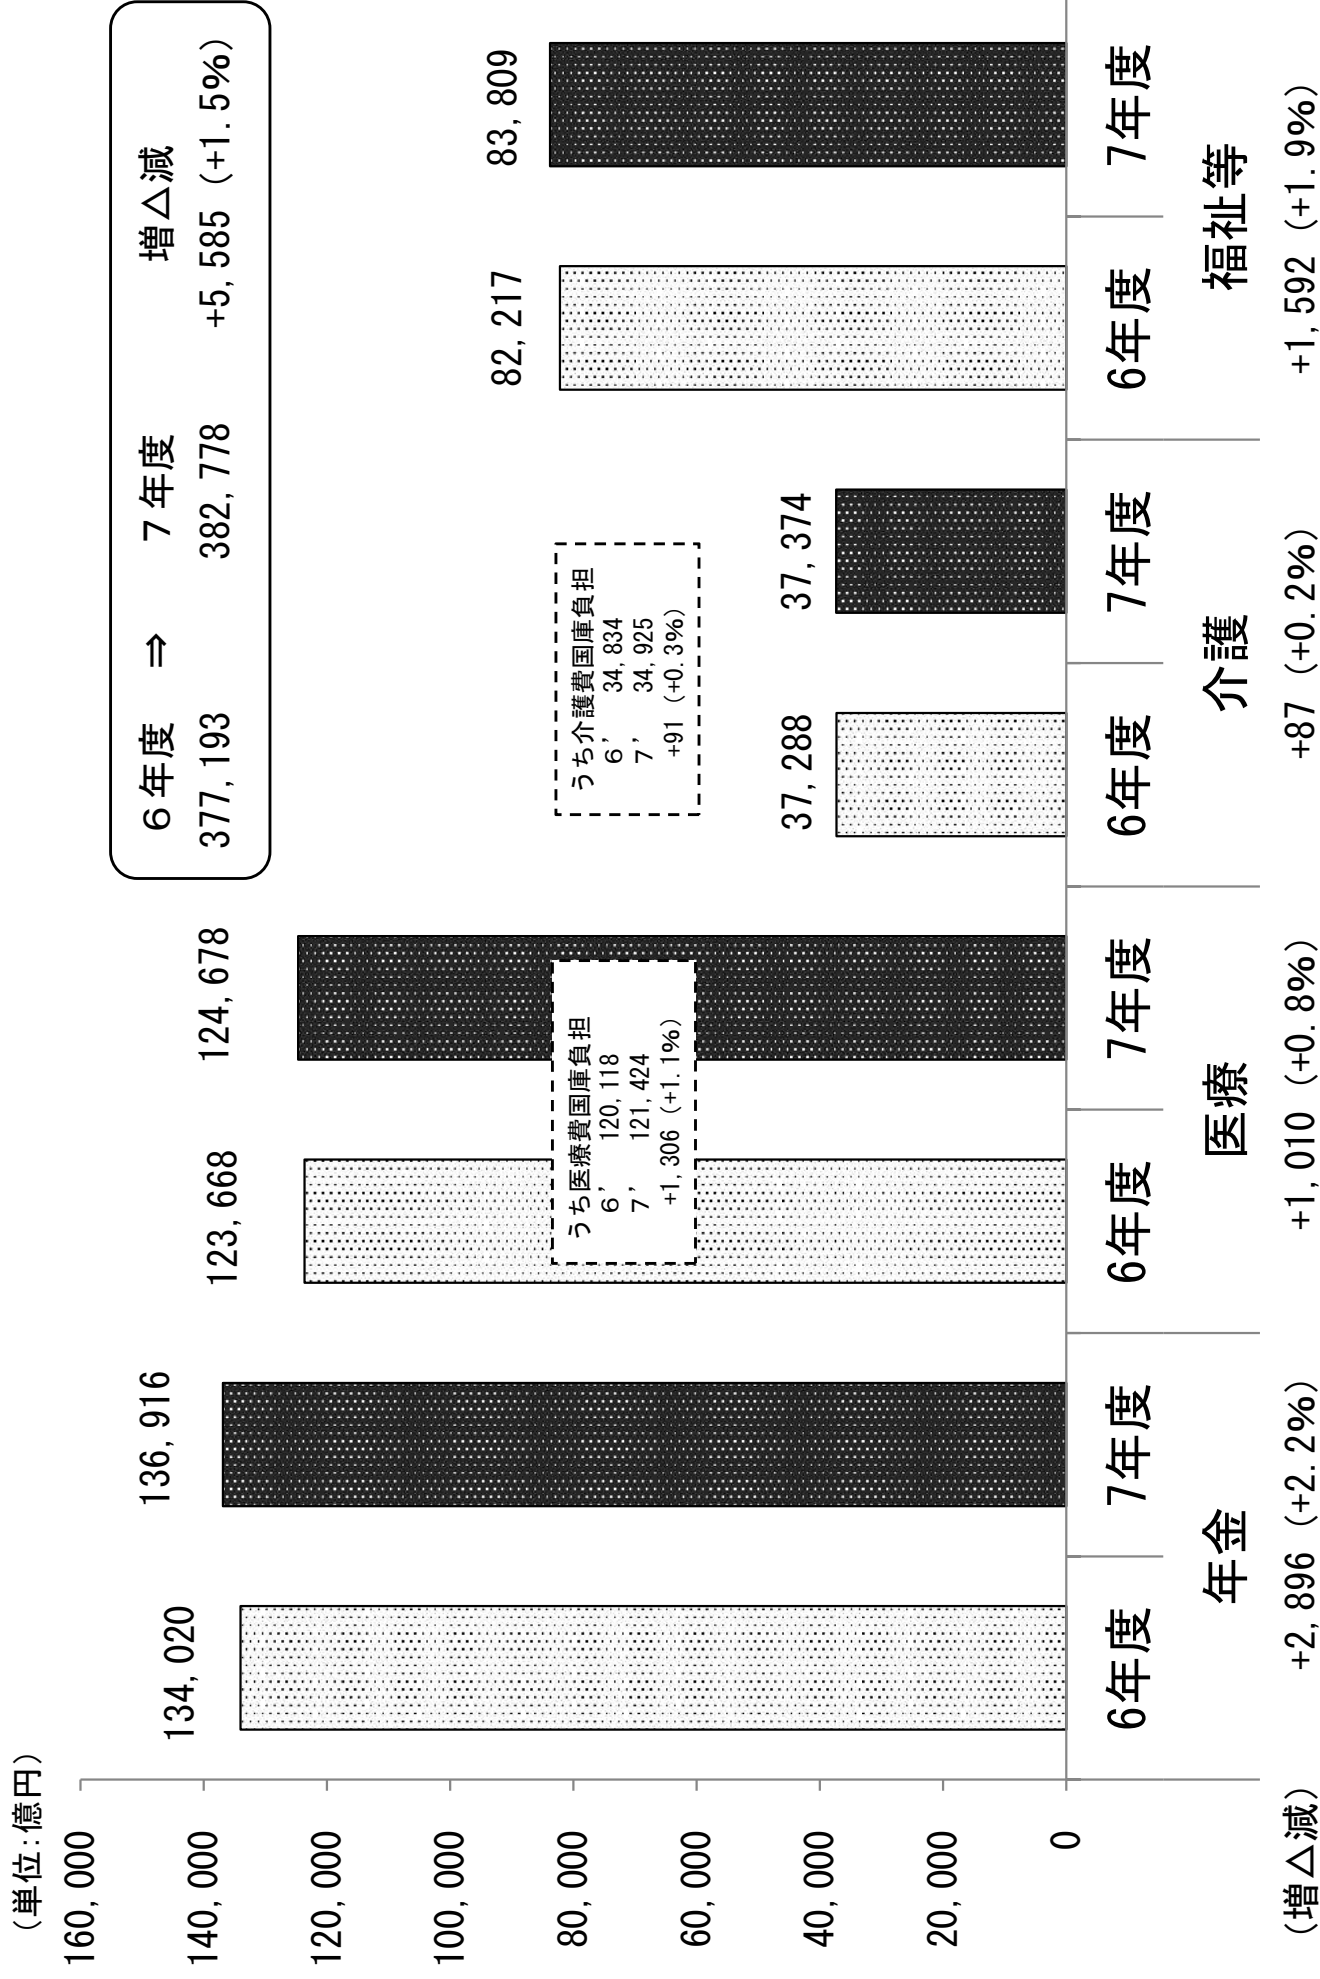 （単位:億円）
６年度　⇒　７年度　増△減
377,193　382,778　+5,585（+1.5%）
160,000
140,000
120,000
100,000
80,000
60,000
40,000
20,000
0
134,020
136,916
123,668
124,678
37,288
37,374
82,217
83,809
うち医療費国庫負担
６’　120,118
７’　121,424
+1,306（+1.1%）
うち介護費国庫負担
６’　34,834
７’　34,925
+91（+0.3%）
6年度　7年度　6年度　7年度　6年度　7年度　6年度　7年度
年金　医療　介護　福祉等
（増△減）　+2,896（+2.2%）　+1,010（+0.8%）　+87（+0.2%）　+1,592（+1.9%）